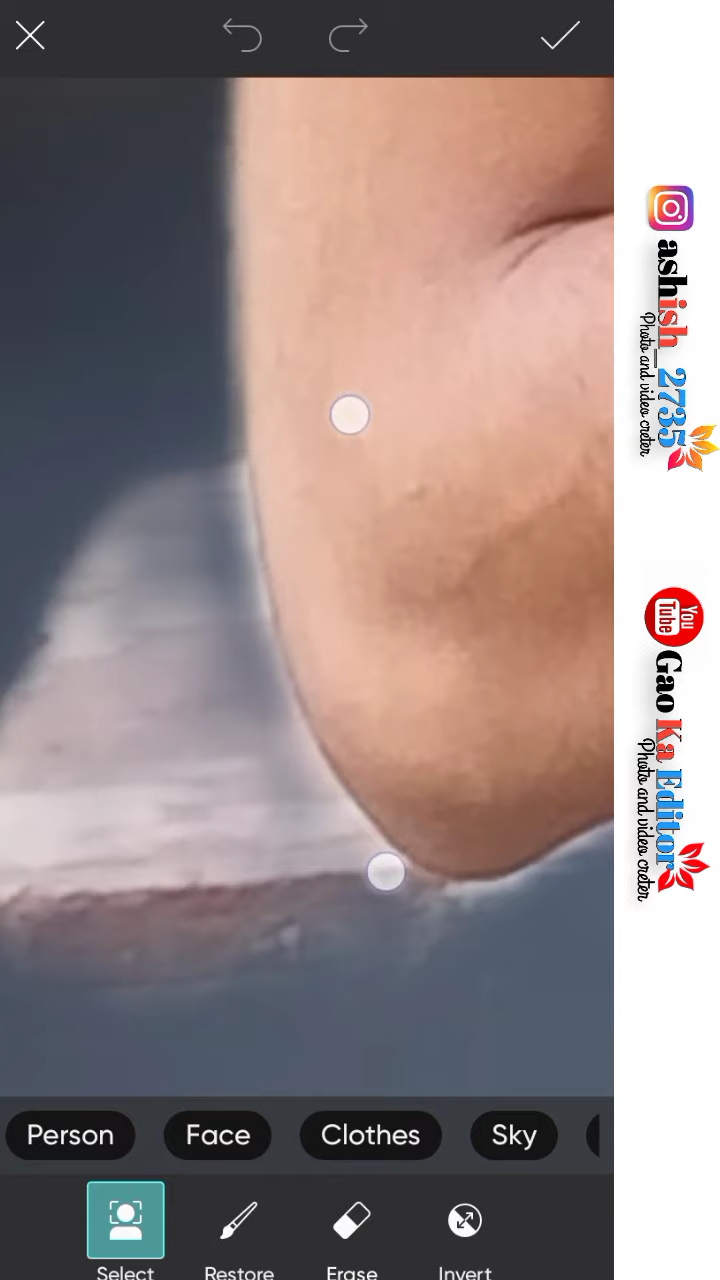 Person
Face
Clothes
Sky
Select
Restore
Erase
Invert
ashish_2735
Photo and video creter
You
Tube
Gao Ka Editor
Photo and video creter